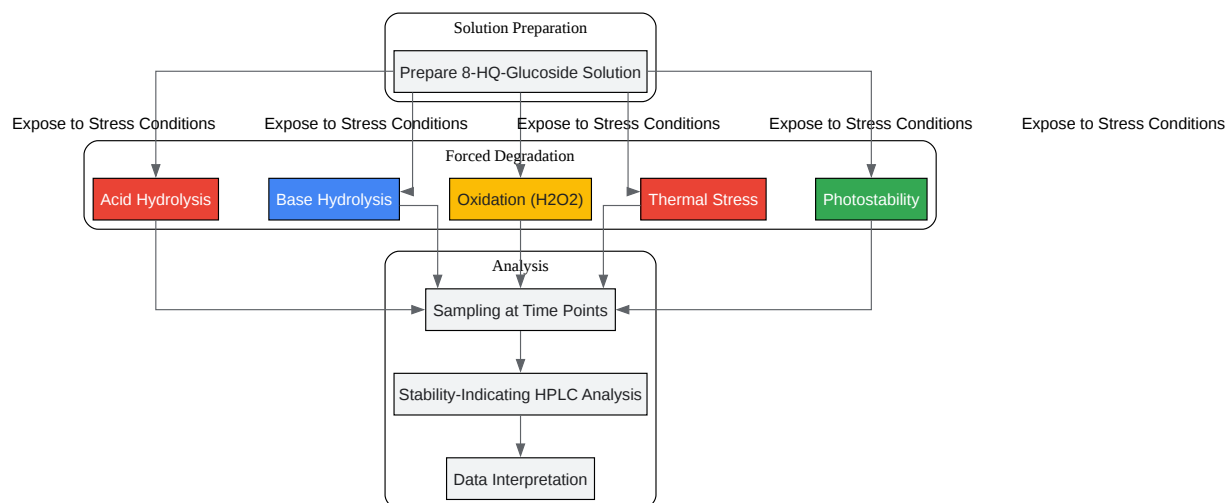 Solution Preparation
Prepare 8-HQ-Glucoside Solution
Expose to Stress Conditions
Expose to Stress Conditions
Expose to Stress Conditions
Expose to Stress Conditions
Expose to Stress Conditions
Forced Degradation
Acid Hydrolysis
Base Hydrolysis
Oxidation (H2O2)
Thermal Stress
Photostability
Analysis
Sampling at Time Points
Stability-Indicating HPLC Analysis
Data Interpretation